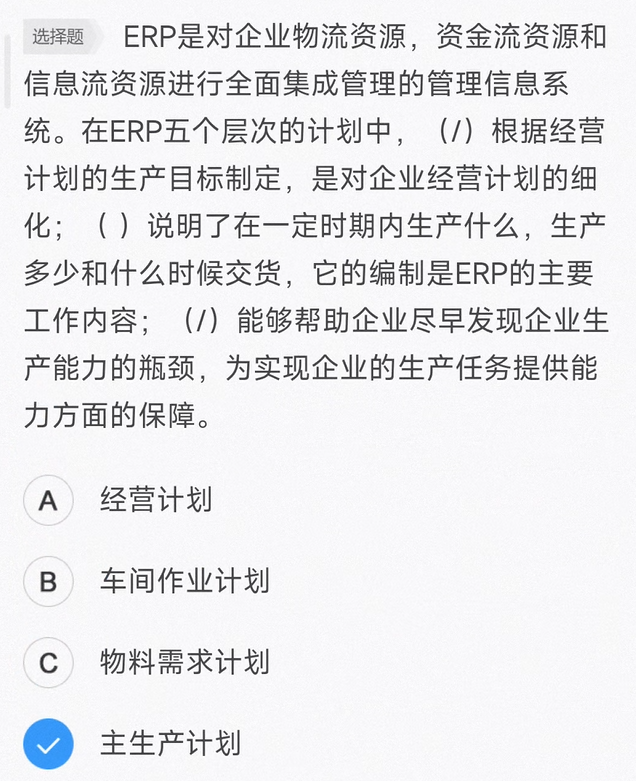 选择题 ERP是对企业物流资源，资金流资源和
信息流资源进行全面集成管理的管理信息系
统。在ERP五个层次的计划中，（/）根据经营
计划的生产目标制定，是对企业经营计划的细
化；（ ）说明了在一定时期内生产什么，生产
多少和什么时候交货，它的编制是ERP的主要
工作内容；（/）能够帮助企业尽早发现企业生
产能力的瓶颈，为实现企业的生产任务提供能
力方面的保障。
A 经营计划
B 车间作业计划
C 物料需求计划
主生产计划